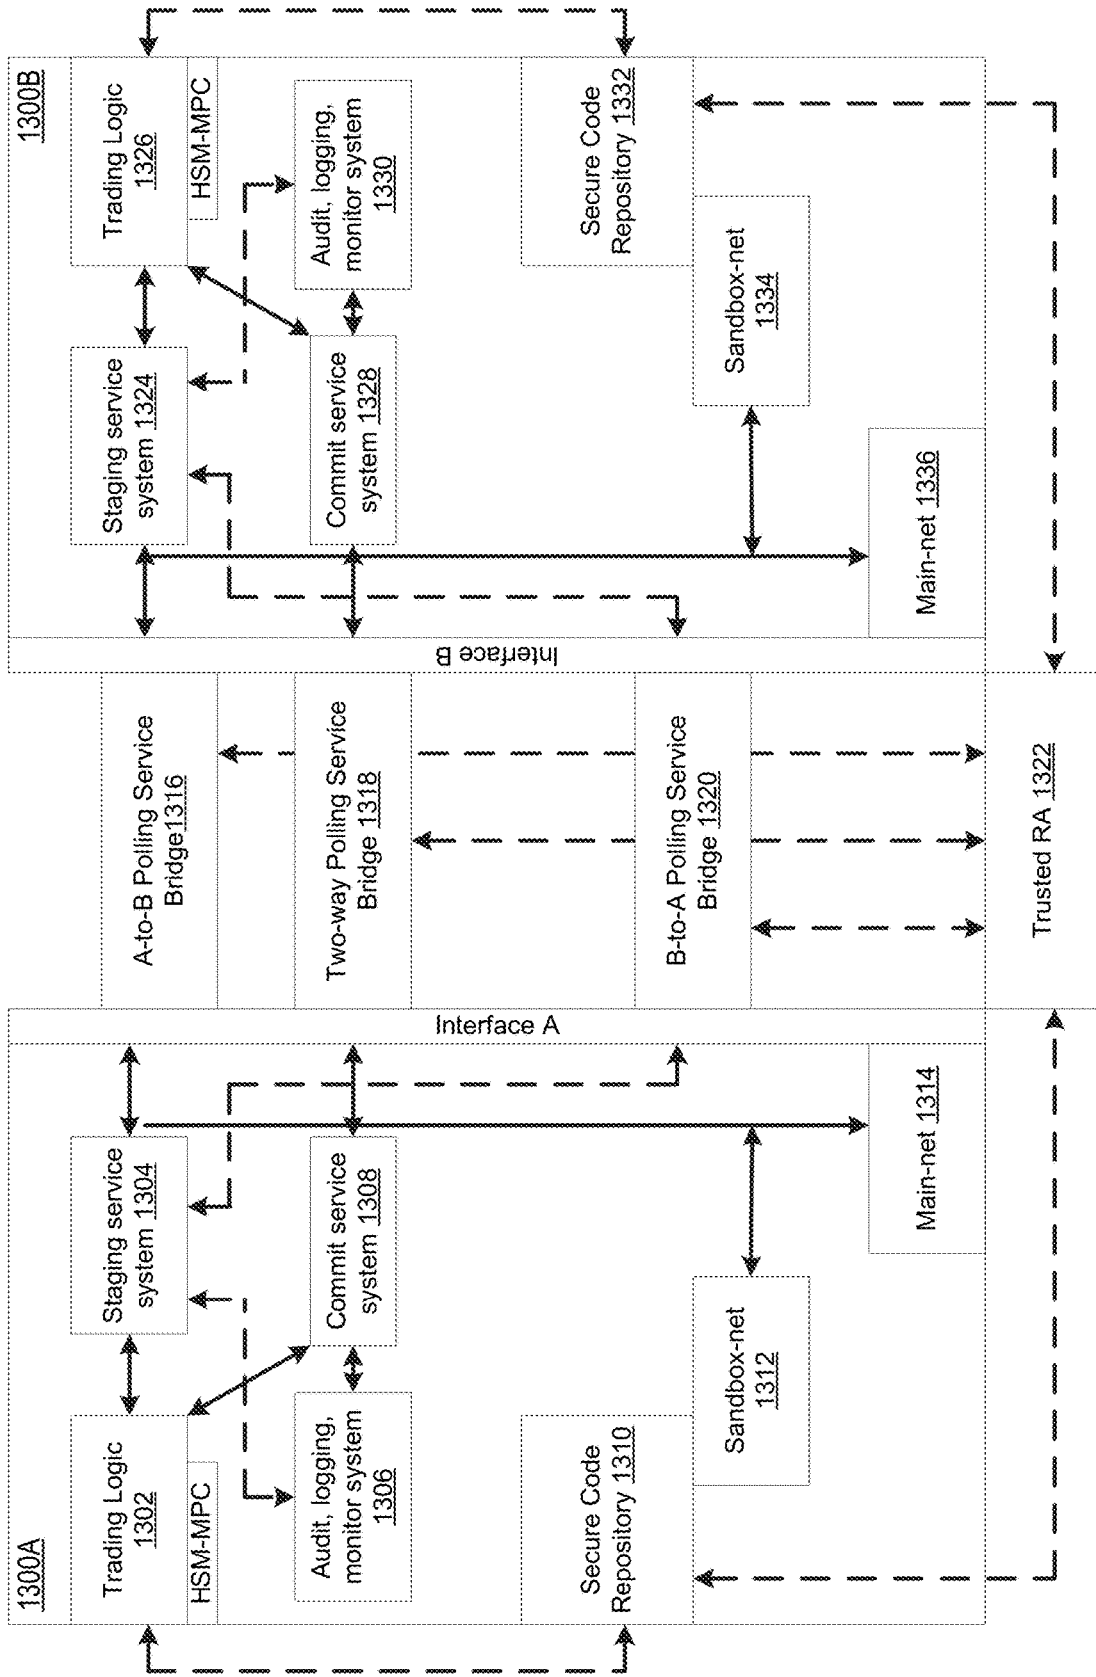 1300A
Trading Logic
1302
HSM-MPC
Staging service
system 1304
Audit, logging,
monitor system
1306
Commit service
system 1308
Secure Code
Repository 1310
Sandbox-net
1312
Main-net 1314
Interface A
A-to-B Polling Service
Bridge1316
Two-way Polling Service
Bridge 1318
B-to-A Polling Service
Bridge 1320
Trusted RA 1322
Interface B
1300B
Staging service
system 1324
Trading Logic
1326
HSM-MPC
Commit service
system 1328
Audit, logging,
monitor system
1330
Secure Code
Repository 1332
Sandbox-net
1334
Main-net 1336